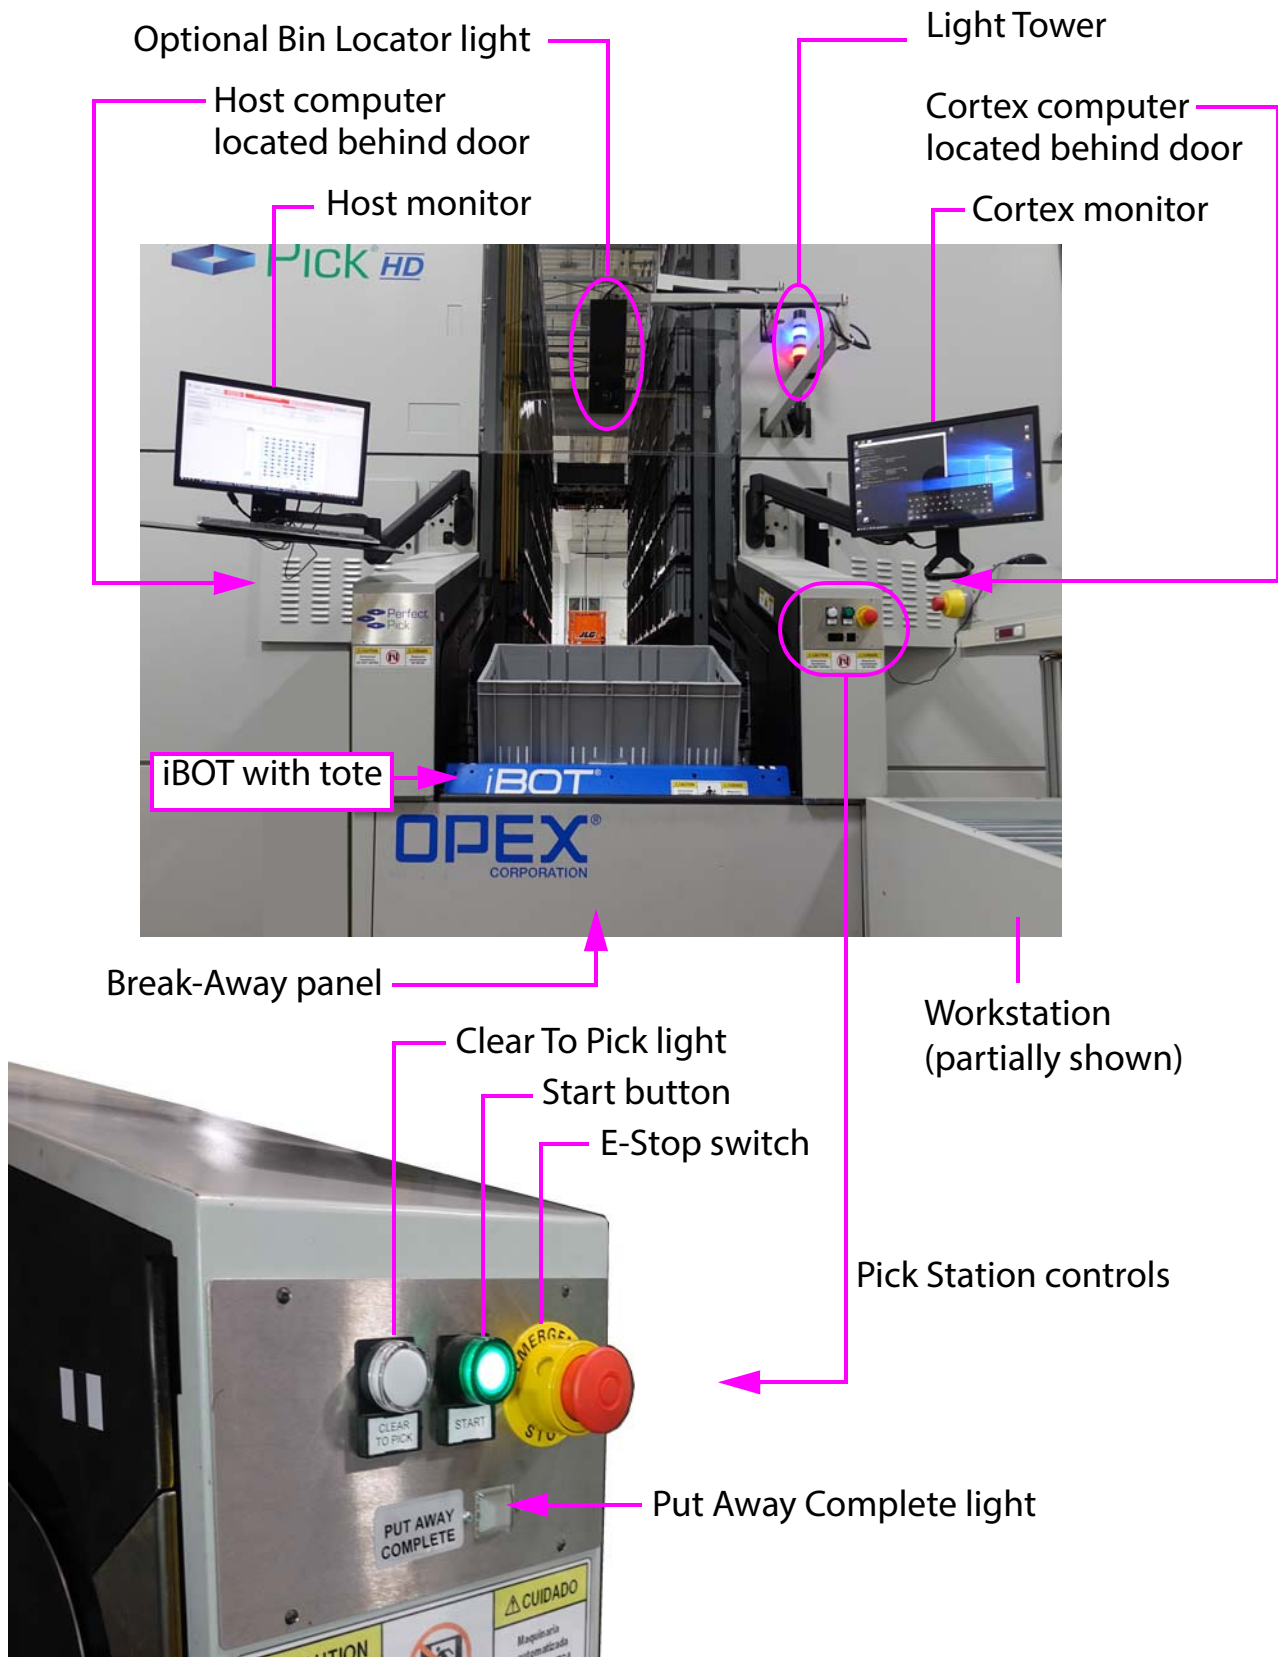 Optional Bin Locator light
Light Tower
Host computer
located behind door
Cortex computer
located behind door
Host monitor
Cortex monitor
PICK® HD
Perfect
Pick
JLG
iBOT with tote
iBOT®
OPEX®
CORPORATION
Break-Away panel
Workstation
(partially shown)
Clear To Pick light
Start button
E-Stop switch
Pick Station controls
CLEAR
TO PICK
START
Put Away Complete light
PUT AWAY
COMPLETE
⚠ CUIDADO
Maquinaria